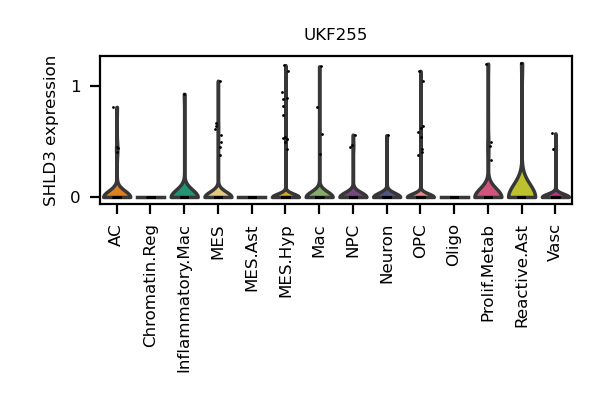 UKF255
SHLD3 expression
1
0
AC
Chromatin.Reg
Inflammatory.Mac
MES
MES.Ast
MES.Hyp
Mac
NPC
Neuron
OPC
Oligo
Prolif.Metab
Reactive.Ast
Vasc